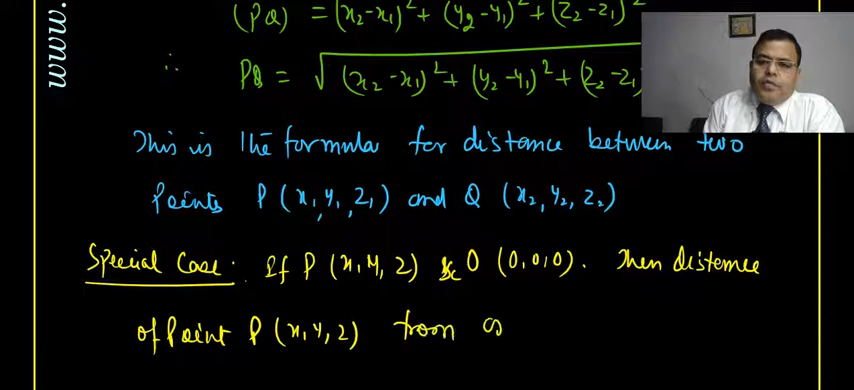 www.
(PQ)² = (x₂-x₁)² + (y₂-y₁)² + (z₂-z₁)²
∴ PQ = √(x₂-x₁)² + (y₂-y₁)² + (z₂-z₁)
This is the formula for distance between two
Points P(x₁,y₁,z₁) and Q (x₂,y₂,z₂)
Special Case: If P(x,y,z) & O (0,0,0). Then distance
of Point P(x,y,z) from